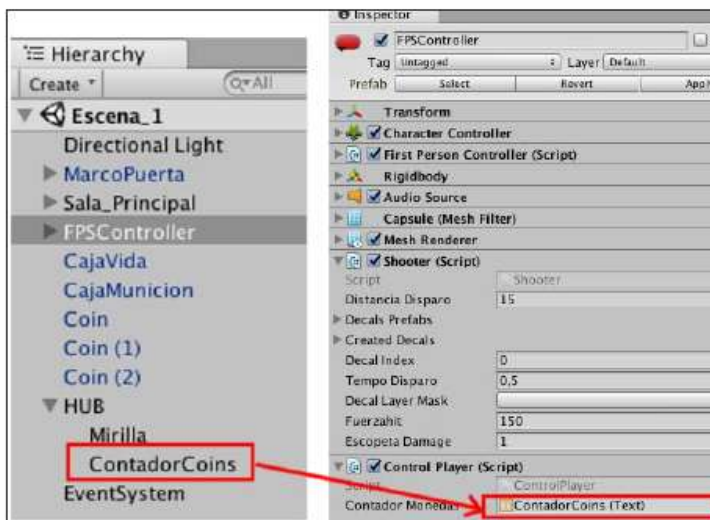 Hierarchy
Create
All
Escena_1
Directional Light
MarcoPuerta
Sala_Principal
FPSController
CajaVida
CajaMunicion
Coin
Coin (1)
Coin (2)
HUB
Mirilla
ContadorCoins
EventSystem
Inspector
FPSController
Tag Untagged Layer Default
Prefab Select Revert
Transform
Character Controller
First Person Controller (Script)
Rigidbody
Audio Source
Capsule (Mesh Filter)
Mesh Renderer
Shooter (Script)
Script Shooter
Distancia Disparo 15
Decals Prefabs
Created Decals
Decal Index 0
Tempo Disparo 0,5
Decal Layer Mask
Fuerzahit 150
Escopeta Damage 1
Control Player (Script)
Script ControlPlayer
Contador Monedas ContadorCoins (Text)